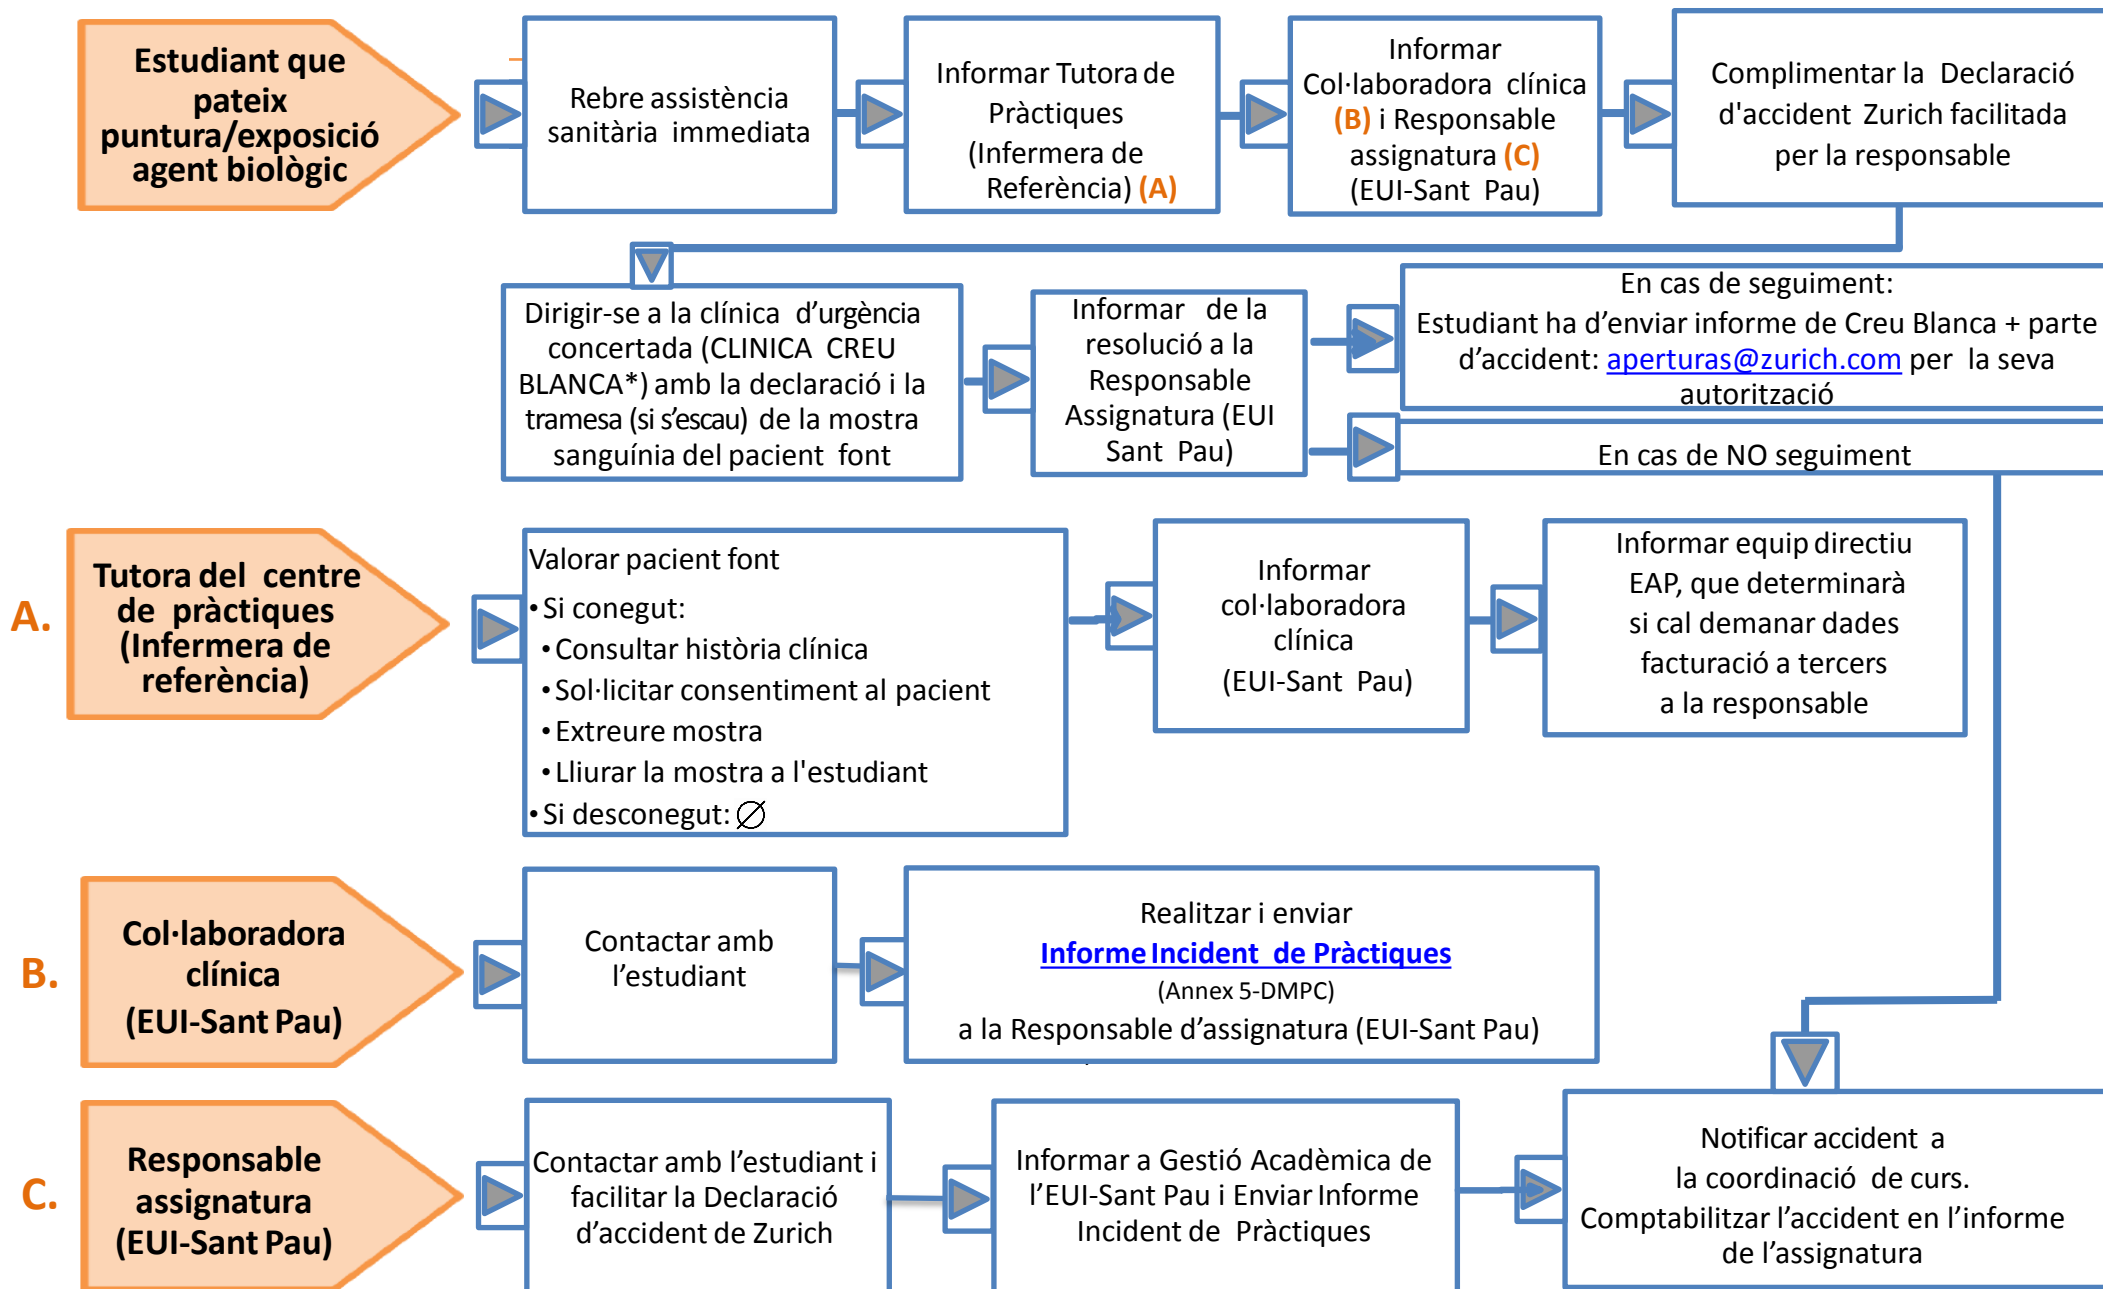 Estudiant que
pateix
puntura/exposició
agent biològic
Rebre assistència
sanitària immediata
Informar Tutora de
Pràctiques
(Infermera de
Referència) (A)
Informar
Col·laboradora clínica
(B) i Responsable
assignatura (C)
(EUI-Sant Pau)
Complimentar la Declaració
d'accident Zurich facilitada
per la responsable
Dirigir-se a la clínica d’urgència
concertada (CLINICA CREU
BLANCA*) amb la declaració i la
tramesa (si s’escau) de la mostra
sanguínia del pacient font
Informar de la
resolució a la
Responsable
Assignatura (EUI
Sant Pau)
En cas de seguiment:
Estudiant ha d’enviar informe de Creu Blanca + parte
d’accident: aperturas@zurich.com per la seva
autorització
En cas de NO seguiment
A.
Tutora del centre
de pràctiques
(Infermera de
referència)
Valorar pacient font
• Si conegut:
• Consultar història clínica
• Sol·licitar consentiment al pacient
• Extreure mostra
• Lliurar la mostra a l'estudiant
• Si desconegut: ∅
Informar
col·laboradora
clínica
(EUI-Sant Pau)
Informar equip directiu
EAP, que determinarà
si cal demanar dades
facturació a tercers
a la responsable
B.
Col·laboradora
clínica
(EUI-Sant Pau)
Contactar amb
l’estudiant
Realitzar i enviar
Informe Incident de Pràctiques
(Annex 5-DMPC)
a la Responsable d’assignatura (EUI-Sant Pau)
C.
Responsable
assignatura
(EUI-Sant Pau)
Contactar amb l’estudiant i
facilitar la Declaració
d’accident de Zurich
Informar a Gestió Acadèmica de
l’EUI-Sant Pau i Enviar Informe
Incident de Pràctiques
Notificar accident a
la coordinació de curs.
Comptabilitzar l’accident en l’informe
de l’assignatura